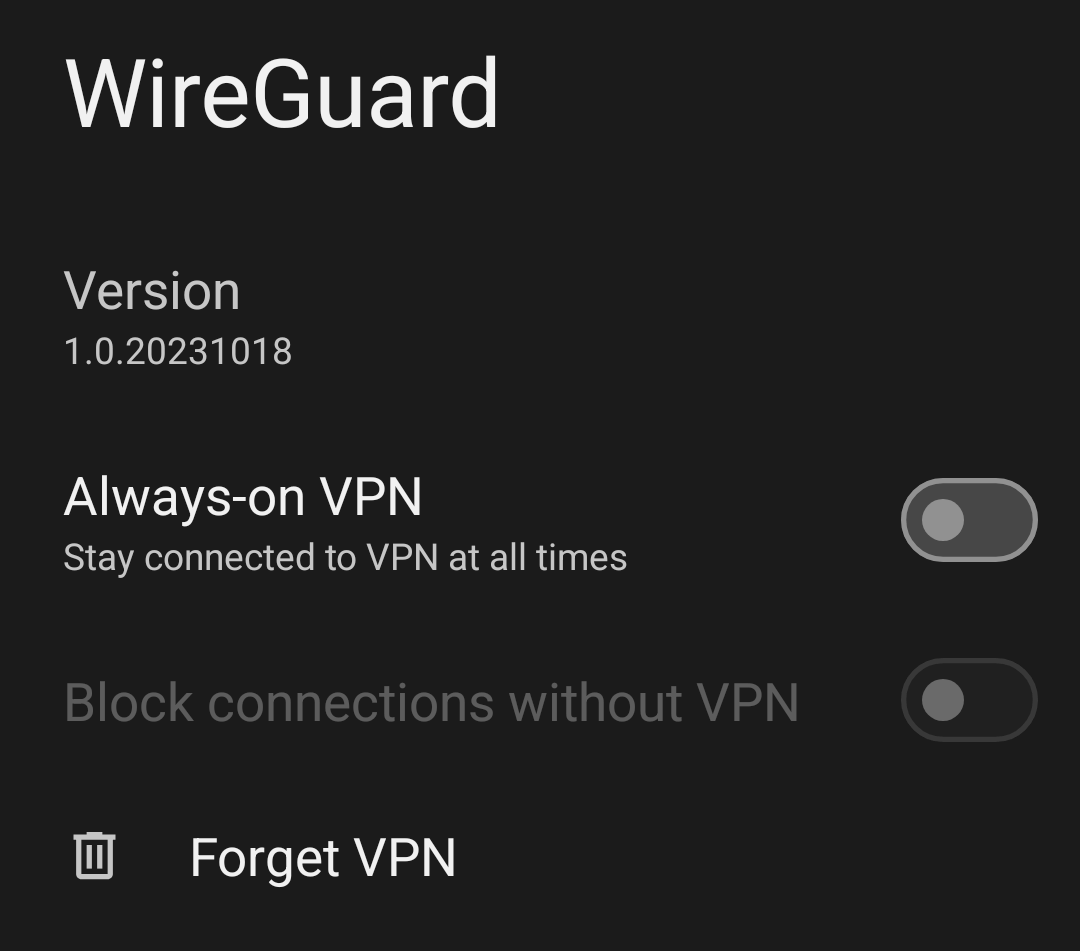 WireGuard
Version
1.0.20231018
Always-on VPN
Stay connected to VPN at all times
Block connections without VPN
Forget VPN